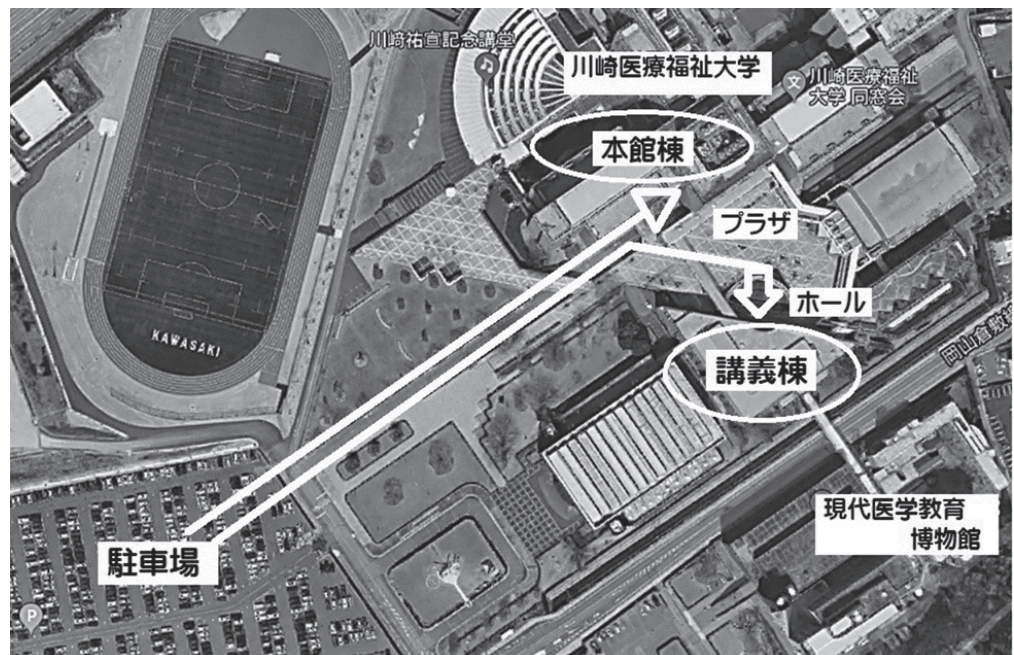 川﨑祐宣記念講堂
川崎医療福祉大学
川崎医療福祉
大学 同窓会
本館棟
プラザ
ホール
KAWASAKI
講義棟
岡山倉敷線
現代医学教育
博物館
駐車場
P